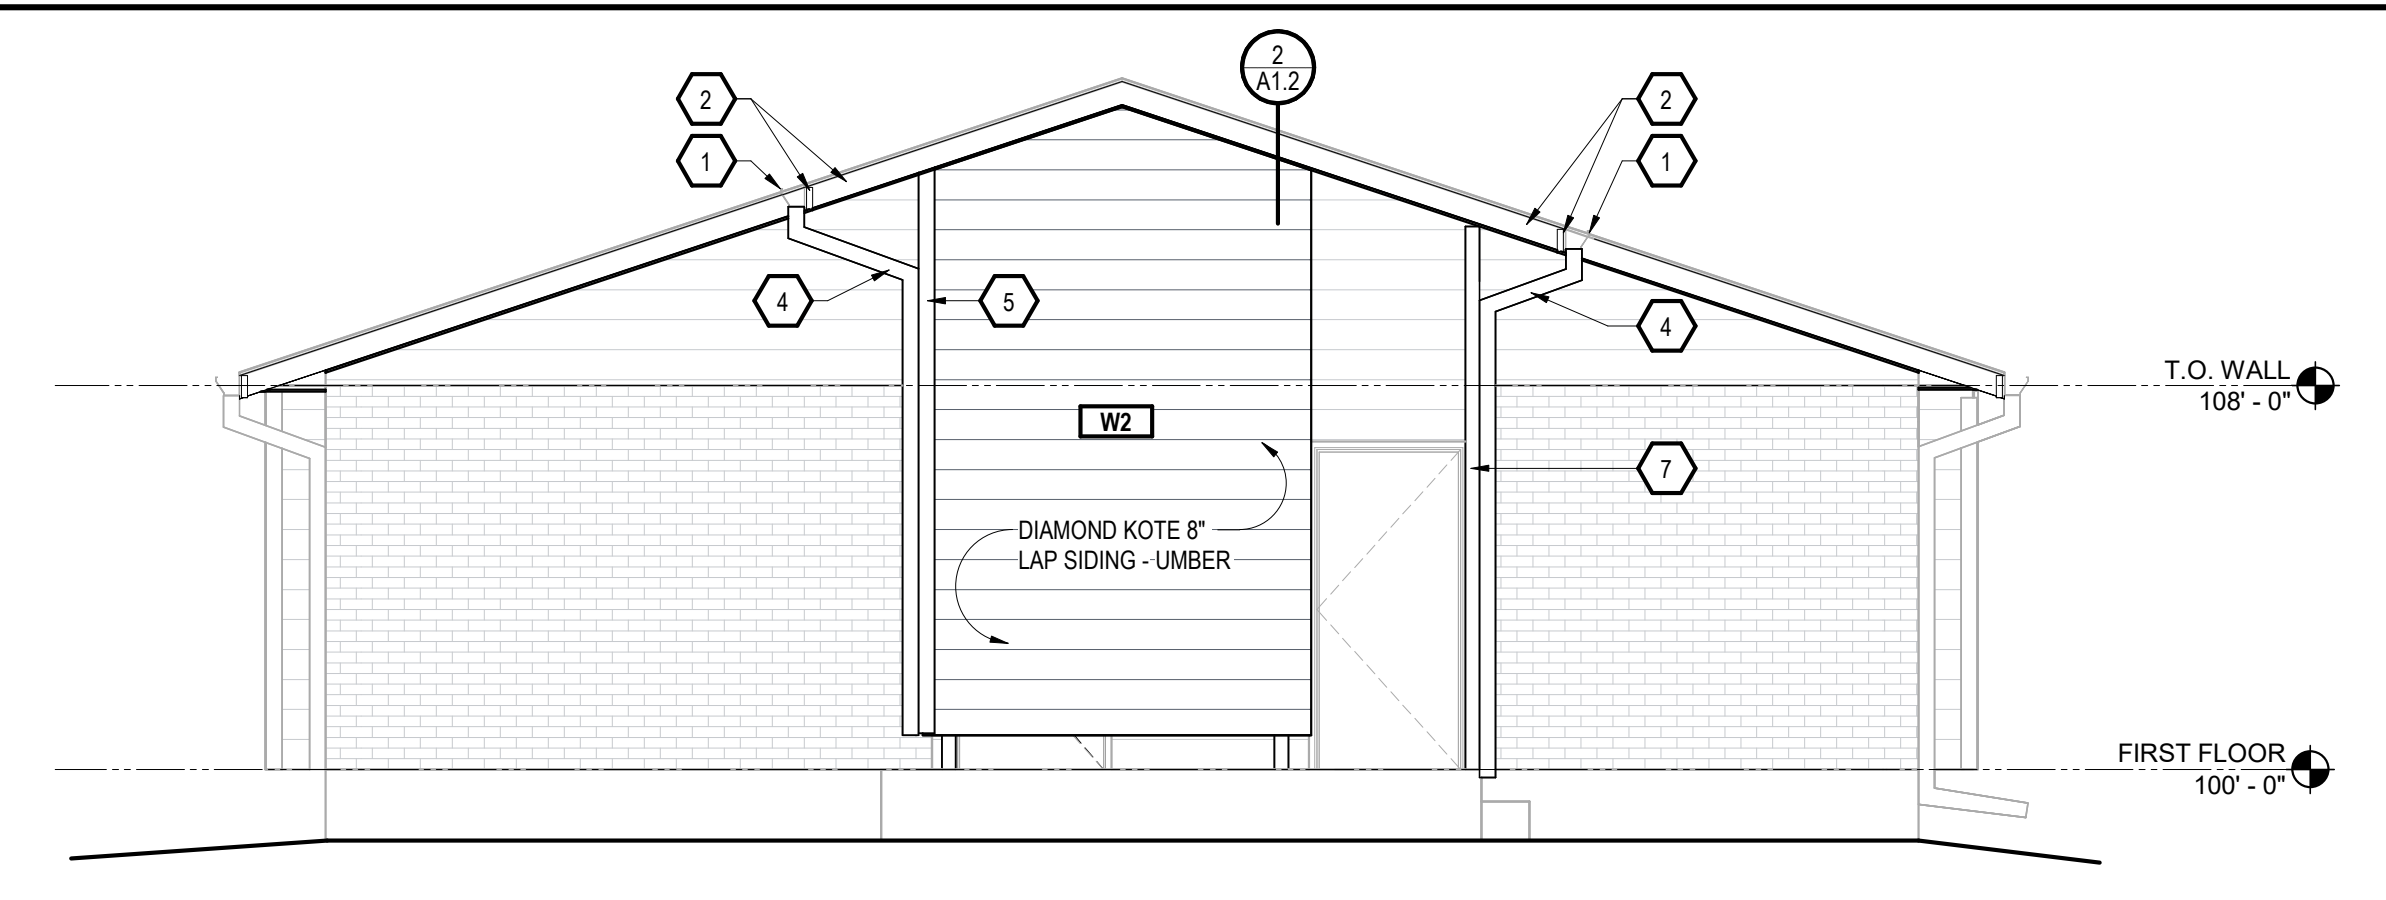 2
A1.2
2
2
1
1
4
5
4
T.O. WALL
108' - 0"
W2
7
DIAMOND KOTE 8"
LAP SIDING - UMBER
FIRST FLOOR
100' - 0"